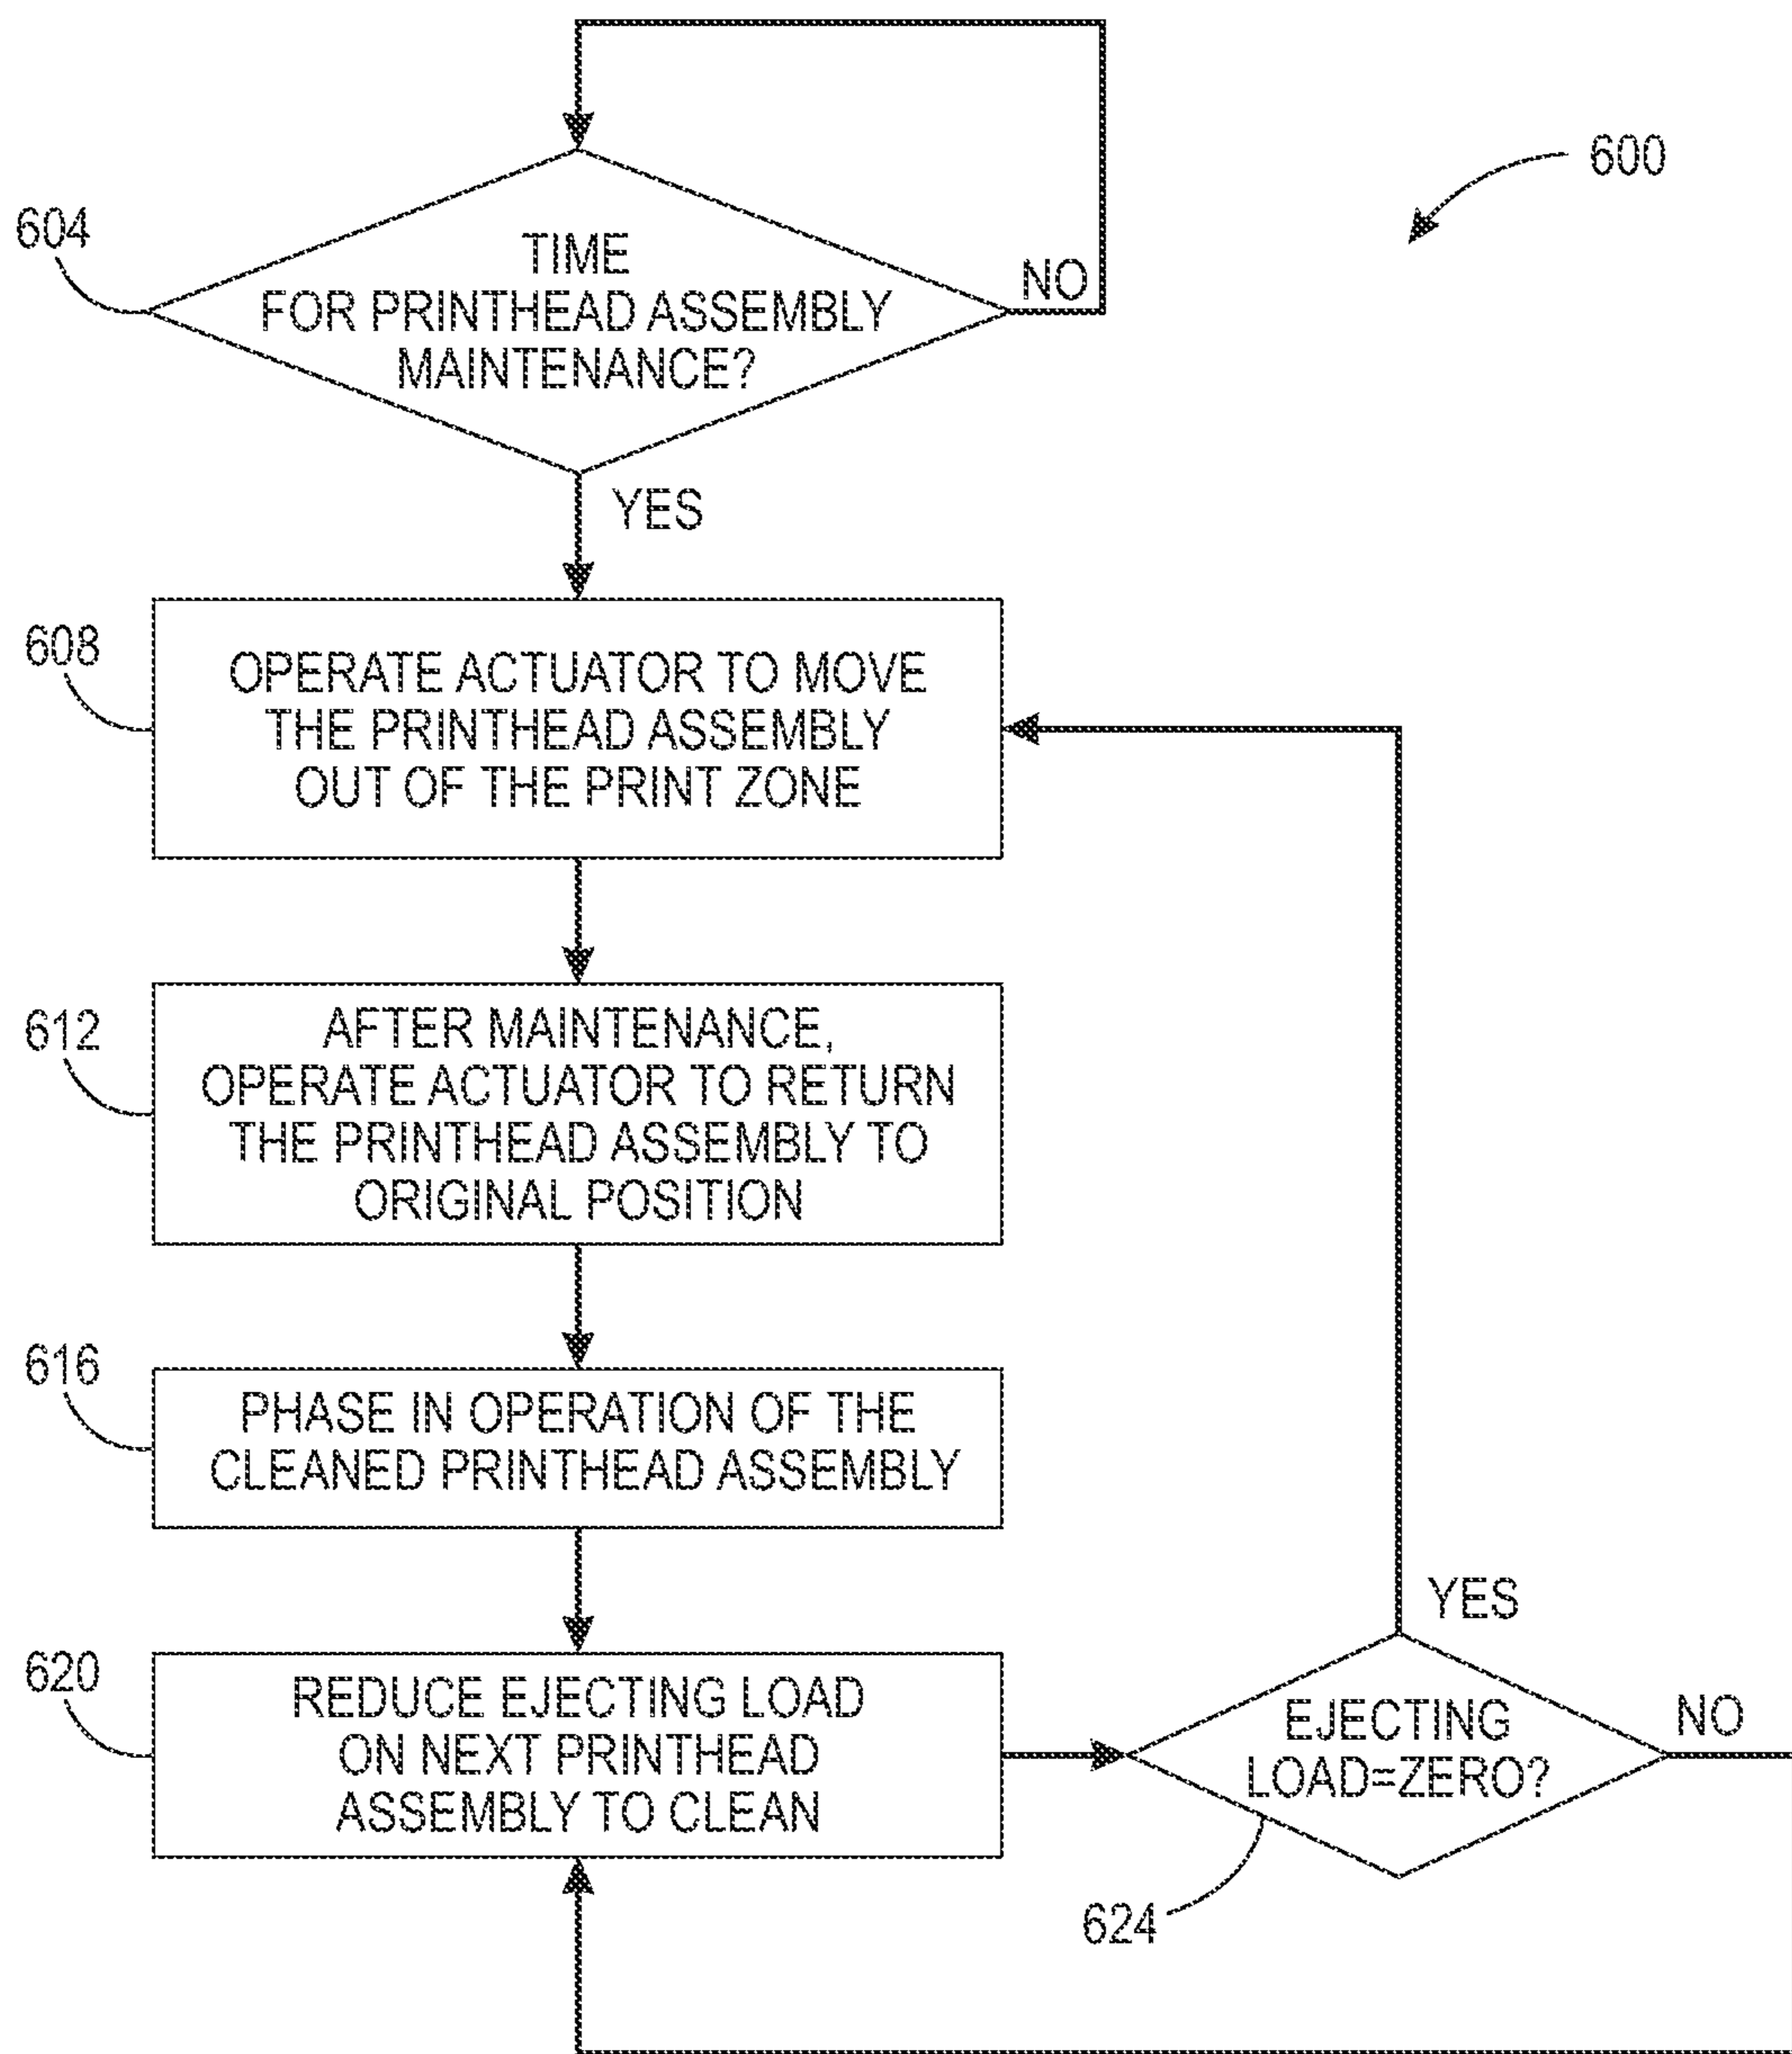 600
604
TIME
FOR PRINTHEAD ASSEMBLY
MAINTENANCE?
NO
YES
608
OPERATE ACTUATOR TO MOVE
THE PRINTHEAD ASSEMBLY
OUT OF THE PRINT ZONE
612
AFTER MAINTENANCE,
OPERATE ACTUATOR TO RETURN
THE PRINTHEAD ASSEMBLY TO
ORIGINAL POSITION
616
PHASE IN OPERATION OF THE
CLEANED PRINTHEAD ASSEMBLY
620
REDUCE EJECTING LOAD
ON NEXT PRINTHEAD
ASSEMBLY TO CLEAN
YES
EJECTING
LOAD=ZERO?
NO
624